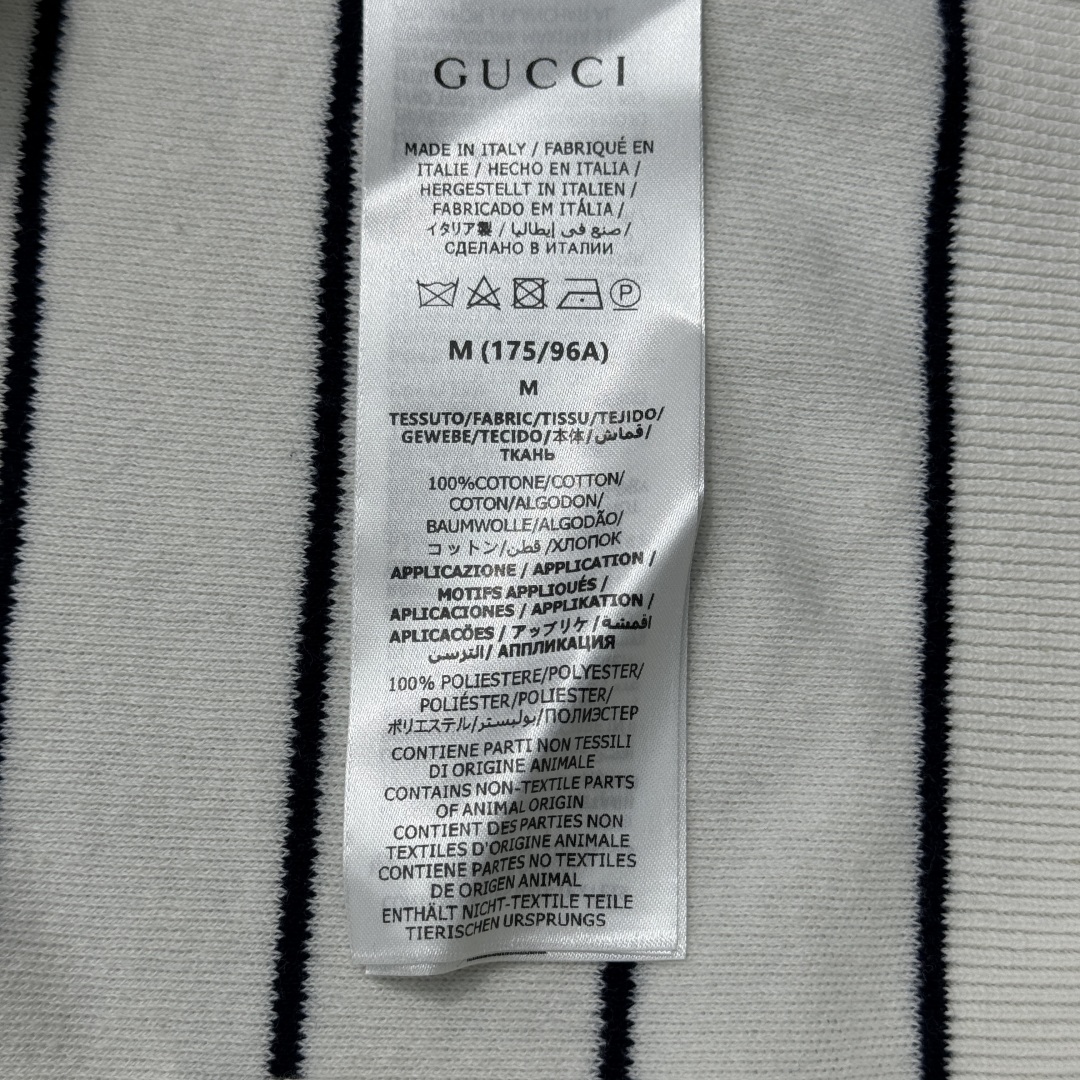 GUCCI
MADE IN ITALY / FABRIQUÉ EN
ITALIE / HECHO EN ITALIA /
HERGESTELLT IN ITALIEN /
FABRICADO EM ITÁLIA /
イタリア製 / صنع في إيطاليا /
СДЕЛАНО В ИТАЛИИ
P
M (175/96A)
M
TESSUTO/FABRIC/TISSU/TEJIDO/
GEWEBE/TECIDO/本体/قماش/
ТКАНЬ
100%COTONE/COTTON/
COTON/ALGODON/
BAUMWOLLE/ALGODÃO/
コットン/قطن/ХЛОПОК
APPLICAZIONE / APPLICATION /
MOTIFS APPLIQUÉS /
APLICACIONES / APPLIKATION /
APLICACÕES / アップリケ / اقمشة
التزسي/ АППЛИКАЦИЯ
100% POLIESTERE/POLYESTER/
POLIÉSTER/POLIESTER/
ポリエステル/بوليستر/ПОЛИЭСТЕР
CONTIENE PARTI NON TESSILI
DI ORIGINE ANIMALE
CONTAINS NON-TEXTILE PARTS
OF ANIMAL ORIGIN
CONTIENT DES PARTIES NON
TEXTILES D'ORIGINE ANIMALE
CONTIENE PARTES NO TEXTILES
DE ORIGEN ANIMAL
ENTHÄLT NICHT-TEXTILE TEILE
TIERISCHEN URSPRUNGS